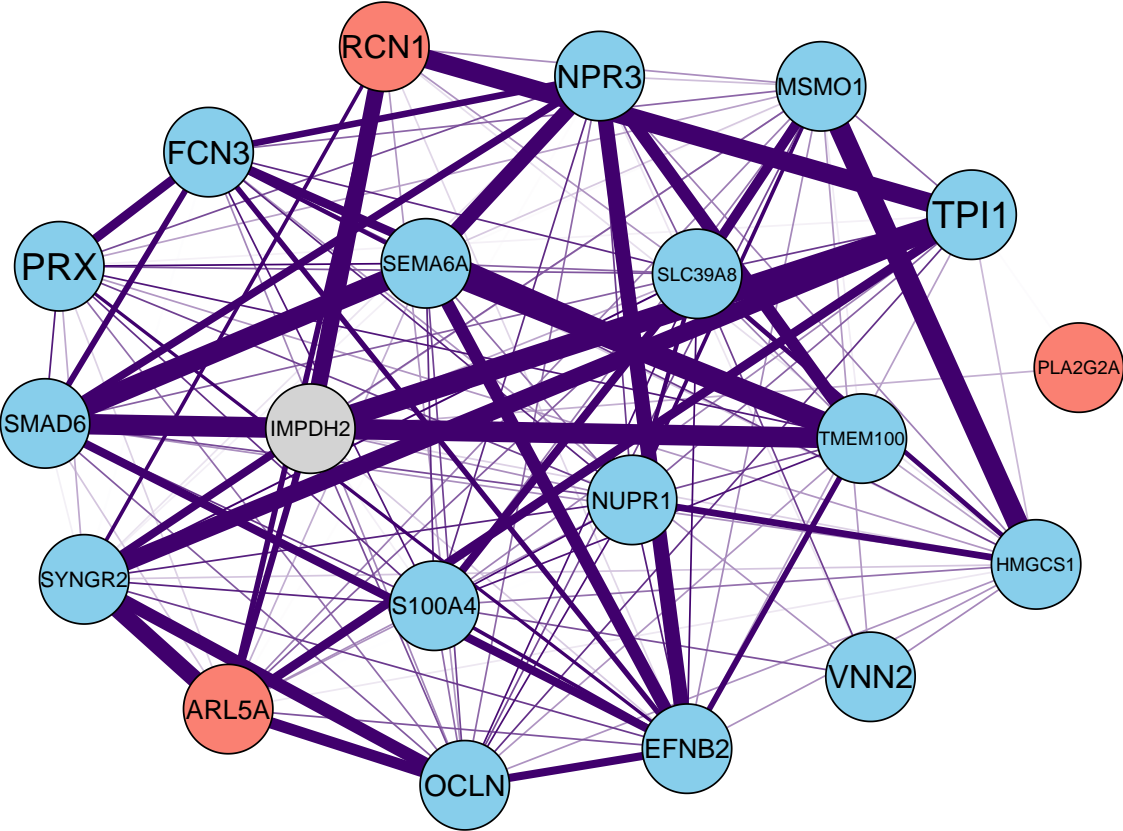 RCN1
NPR3
MSMO1
FCN3
TPI1
PRX
SEMA6A
SLC39A8
PLA2G2A
SMAD6
IMPDH2
TMEM100
NUPR1
HMGCS1
SYNGR2
S100A4
VNN2
ARL5A
EFNB2
OCLN